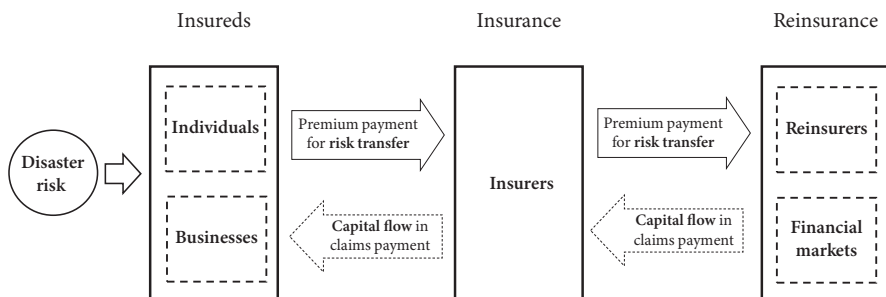 Insureds
Insurance
Reinsurance
Disaster
risk
Individuals
Businesses
Premium payment
for risk transfer
Capital flow in
claims payment
Insurers
Premium payment
for risk transfer
Capital flow in
claims payment
Reinsurers
Financial
markets